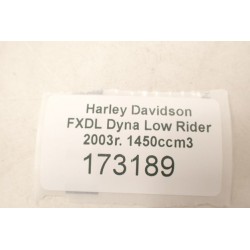 Harley Davidson
FXDL Dyna Low Rider
2003r. 1450ccm3
173189